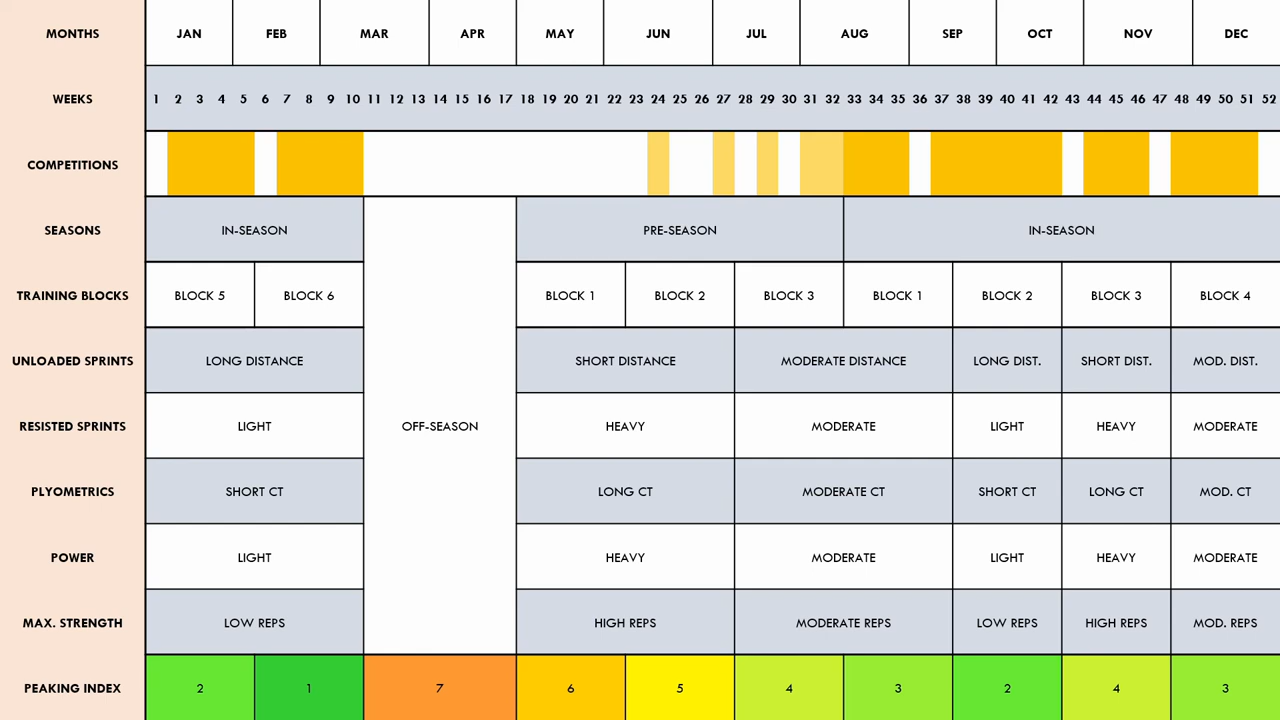 MONTHS JAN FEB MAR APR MAY JUN JUL AUG SEP OCT NOV DEC
WEEKS 1 2 3 4 5 6 7 8 9 10 11 12 13 14 15 16 17 18 19 20 21 22 23 24 25 26 27 28 29 30 31 32 33 34 35 36 37 38 39 40 41 42 43 44 45 46 47 48 49 50 51 52
COMPETITIONS
SEASONS IN-SEASON PRE-SEASON IN-SEASON
TRAINING BLOCKS BLOCK 5 BLOCK 6 BLOCK 1 BLOCK 2 BLOCK 3 BLOCK 1 BLOCK 2 BLOCK 3 BLOCK 4
UNLOADED SPRINTS LONG DISTANCE SHORT DISTANCE MODERATE DISTANCE LONG DIST. SHORT DIST. MOD. DIST.
RESISTED SPRINTS LIGHT OFF-SEASON HEAVY MODERATE LIGHT HEAVY MODERATE
PLYOMETRICS SHORT CT LONG CT MODERATE CT SHORT CT LONG CT MOD. CT
POWER LIGHT HEAVY MODERATE LIGHT HEAVY MODERATE
MAX. STRENGTH LOW REPS HIGH REPS MODERATE REPS LOW REPS HIGH REPS MOD. REPS
PEAKING INDEX 2 1 7 6 5 4 3 2 4 3